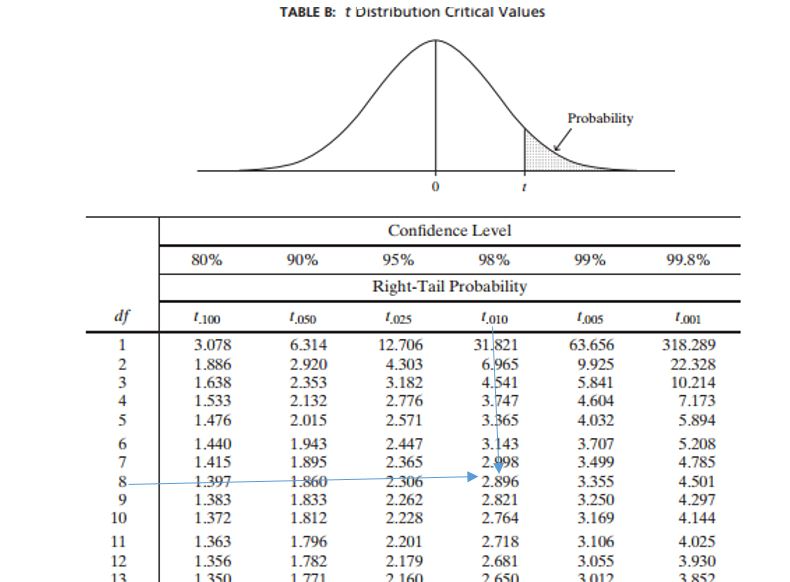 TABLE B: t Distribution Critical Values
Probability
0 t
Confidence Level
80% 90% 95% 98% 99% 99.8%
Right-Tail Probability
df t.100 t.050 t.025 t.010 t.005 t.001
1 3.078 6.314 12.706 31.821 63.656 318.289
2 1.886 2.920 4.303 6.965 9.925 22.328
3 1.638 2.353 3.182 4.541 5.841 10.214
4 1.533 2.132 2.776 3.747 4.604 7.173
5 1.476 2.015 2.571 3.365 4.032 5.894
6 1.440 1.943 2.447 3.143 3.707 5.208
7 1.415 1.895 2.365 2.998 3.499 4.785
8 1.397 1.860 2.306 2.896 3.355 4.501
9 1.383 1.833 2.262 2.821 3.250 4.297
10 1.372 1.812 2.228 2.764 3.169 4.144
11 1.363 1.796 2.201 2.718 3.106 4.025
12 1.356 1.782 2.179 2.681 3.055 3.930
13 1.350 1.771 2.160 2.650 3.012 3.852